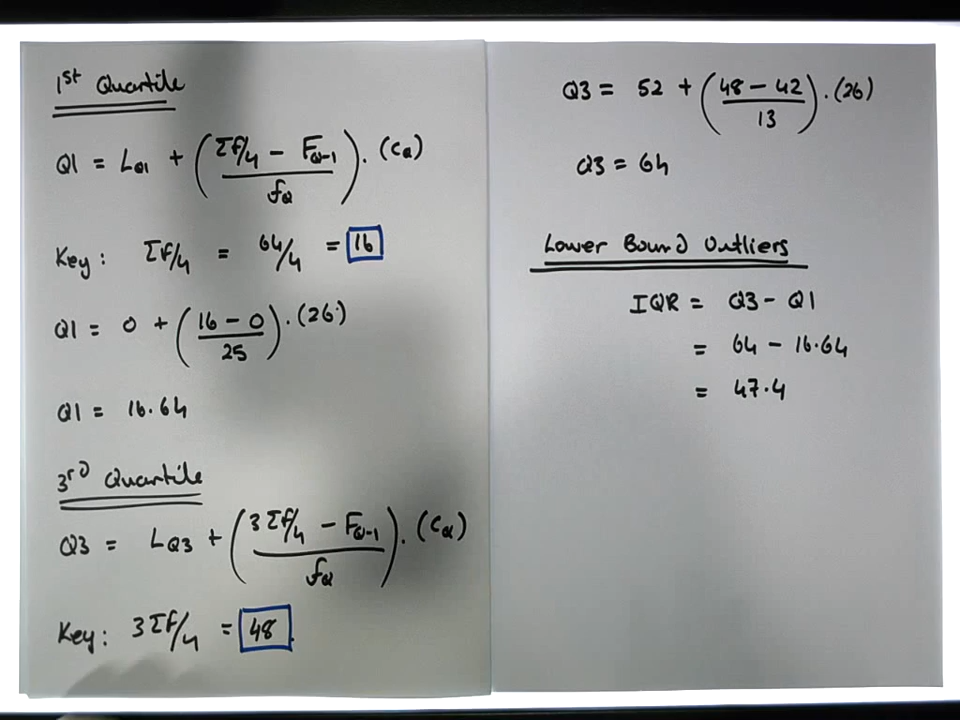 1st Quartile
Q1 = LQ1 + (Σf/4 - FQ-1 / fQ) . (CQ)
Key: Σf/4 = 64/4 = 16
Q1 = 0 + (16 - 0 / 25) . (26)
Q1 = 16.64
3rd Quartile
Q3 = LQ3 + (3Σf/4 - FQ-1 / fQ) . (CQ)
Key: 3Σf/4 = 48
Q3 = 52 + (48 - 42 / 13) . (26)
Q3 = 64
Lower Bound Outliers
IQR = Q3 - Q1
= 64 - 16.64
= 47.4